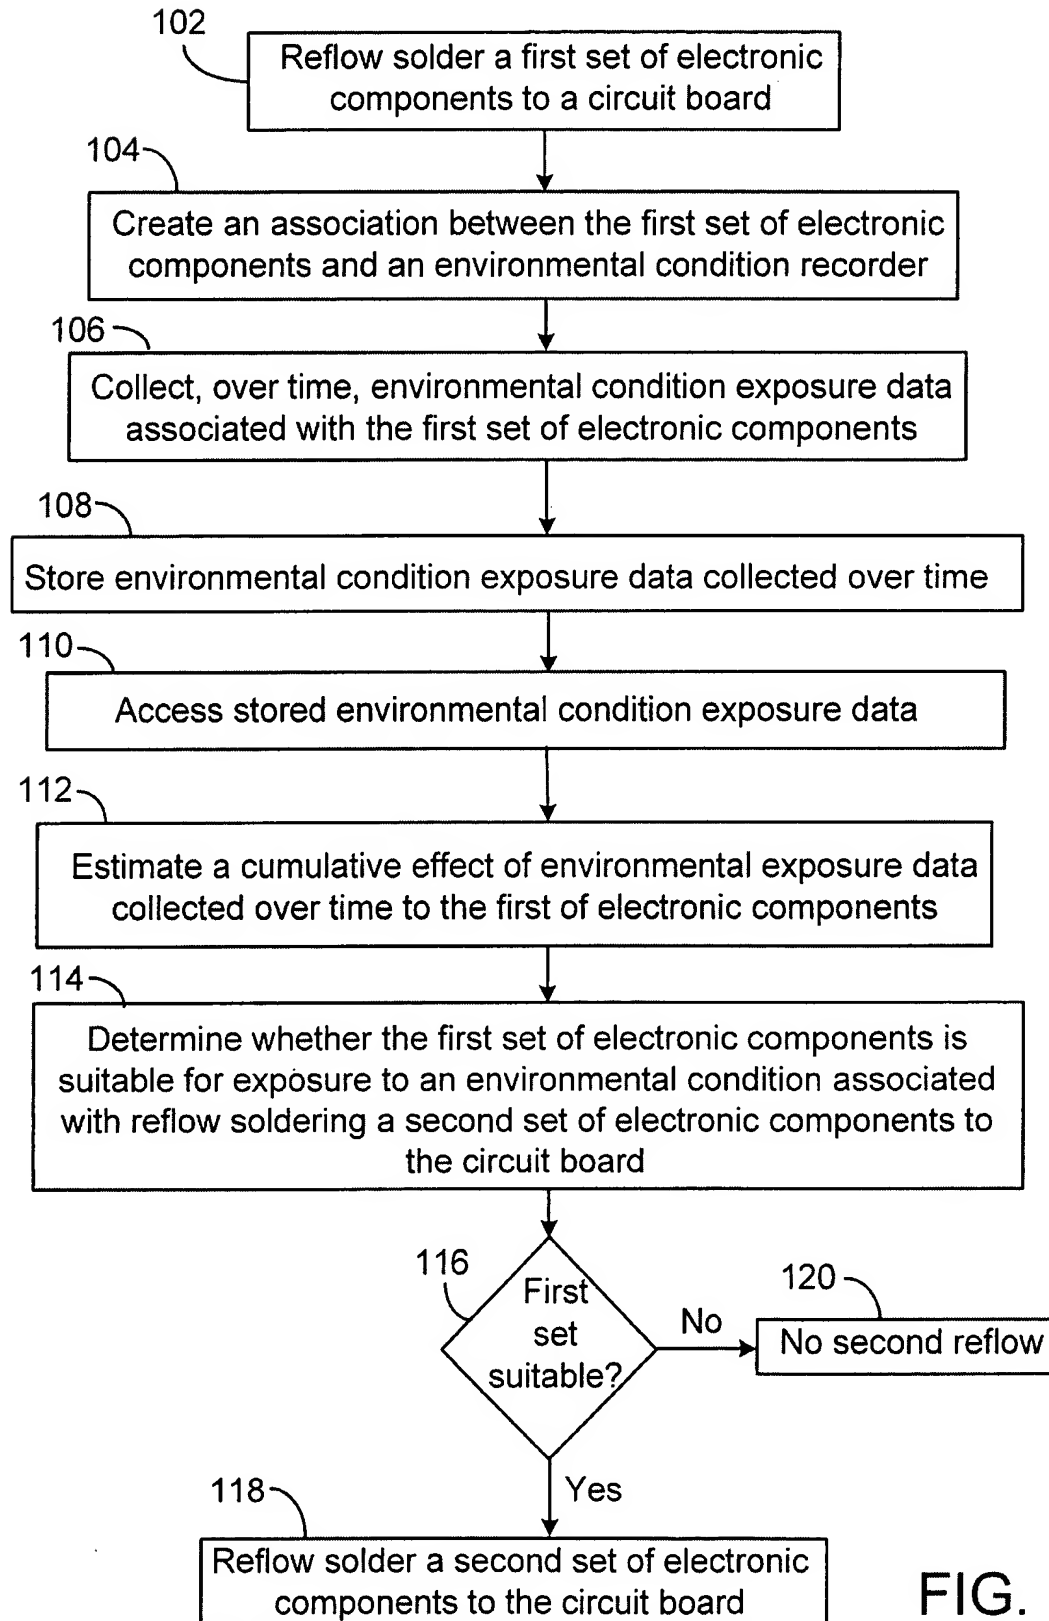 102
Reflow solder a first set of electronic
components to a circuit board
104
Create an association between the first set of electronic
components and an environmental condition recorder
106
Collect, over time, environmental condition exposure data
associated with the first set of electronic components
108
Store environmental condition exposure data collected over time
110
Access stored environmental condition exposure data
112
Estimate a cumulative effect of environmental exposure data
collected over time to the first of electronic components
114
Determine whether the first set of electronic components is
suitable for exposure to an environmental condition associated
with reflow soldering a second set of electronic components to
the circuit board
116
First
set
suitable?
No
120
No second reflow
Yes
118
Reflow solder a second set of electronic
components to the circuit board
FIG.